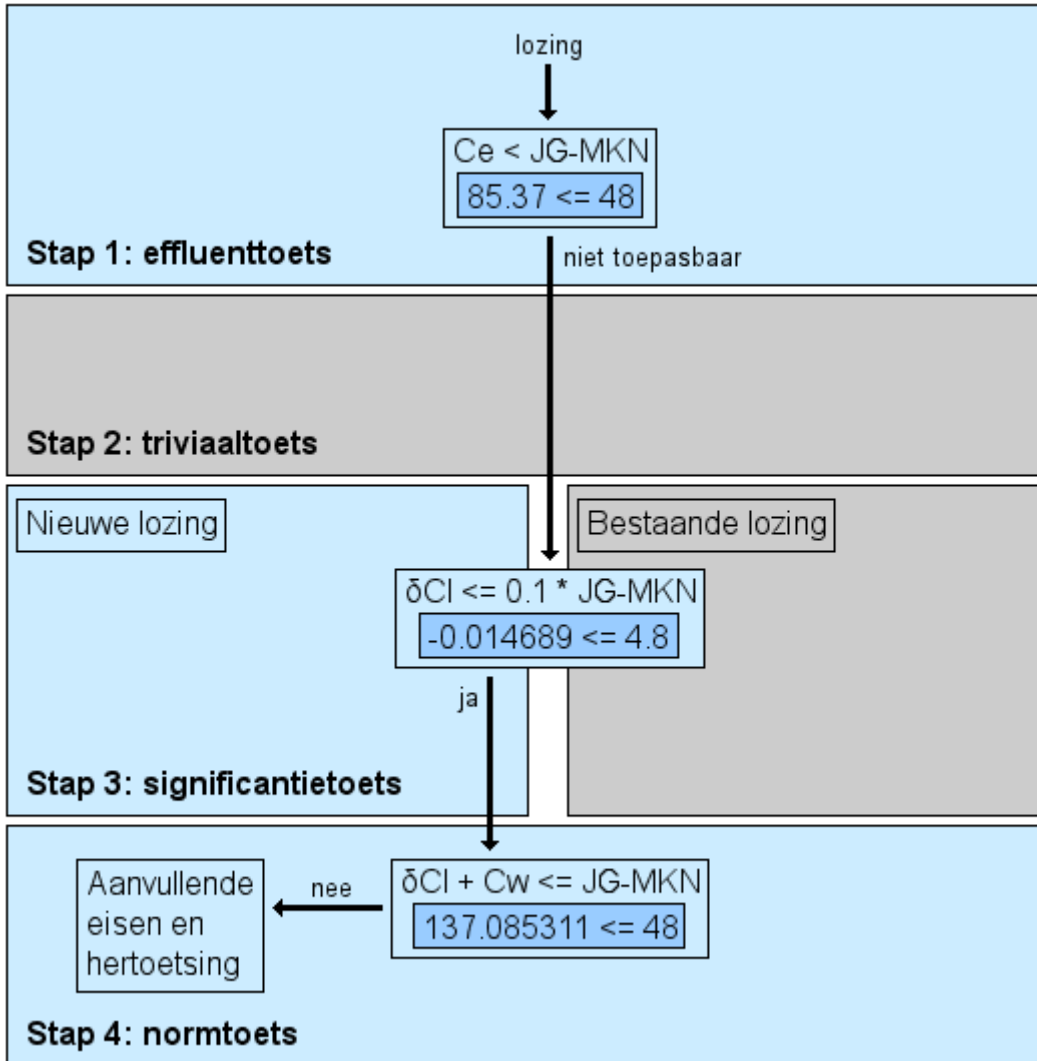 lozing
Ce < JG-MKN
85.37 <= 48
Stap 1: effluenttoets
niet toepasbaar
Stap 2: triviaaltoets
Nieuwe lozing
Bestaande lozing
δCl <= 0.1 * JG-MKN
-0.014689 <= 4.8
ja
Stap 3: significantietoets
δCl + Cw <= JG-MKN
137.085311 <= 48
nee
Aanvullende
eisen en
hertoetsing
Stap 4: normtoets